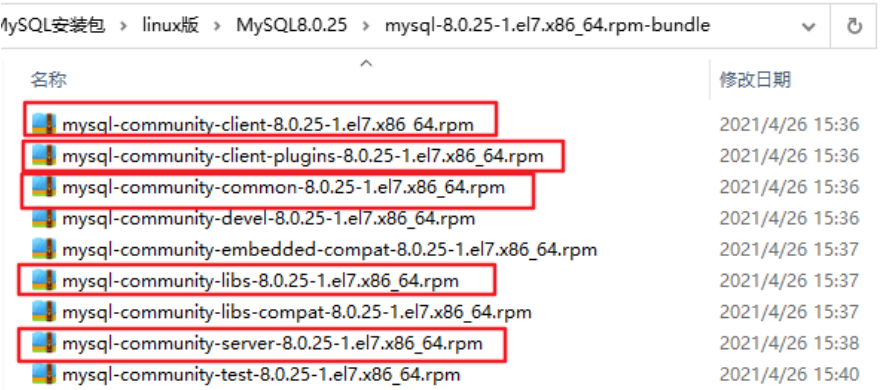 MySQL安装包 > linux版 > MySQL8.0.25 > mysql-8.0.25-1.el7.x86_64.rpm-bundle
名称 修改日期
mysql-community-client-8.0.25-1.el7.x86_64.rpm 2021/4/26 15:36
mysql-community-client-plugins-8.0.25-1.el7.x86_64.rpm 2021/4/26 15:36
mysql-community-common-8.0.25-1.el7.x86_64.rpm 2021/4/26 15:36
mysql-community-devel-8.0.25-1.el7.x86_64.rpm 2021/4/26 15:36
mysql-community-embedded-compat-8.0.25-1.el7.x86_64.rpm 2021/4/26 15:37
mysql-community-libs-8.0.25-1.el7.x86_64.rpm 2021/4/26 15:37
mysql-community-libs-compat-8.0.25-1.el7.x86_64.rpm 2021/4/26 15:37
mysql-community-server-8.0.25-1.el7.x86_64.rpm 2021/4/26 15:38
mysql-community-test-8.0.25-1.el7.x86_64.rpm 2021/4/26 15:40